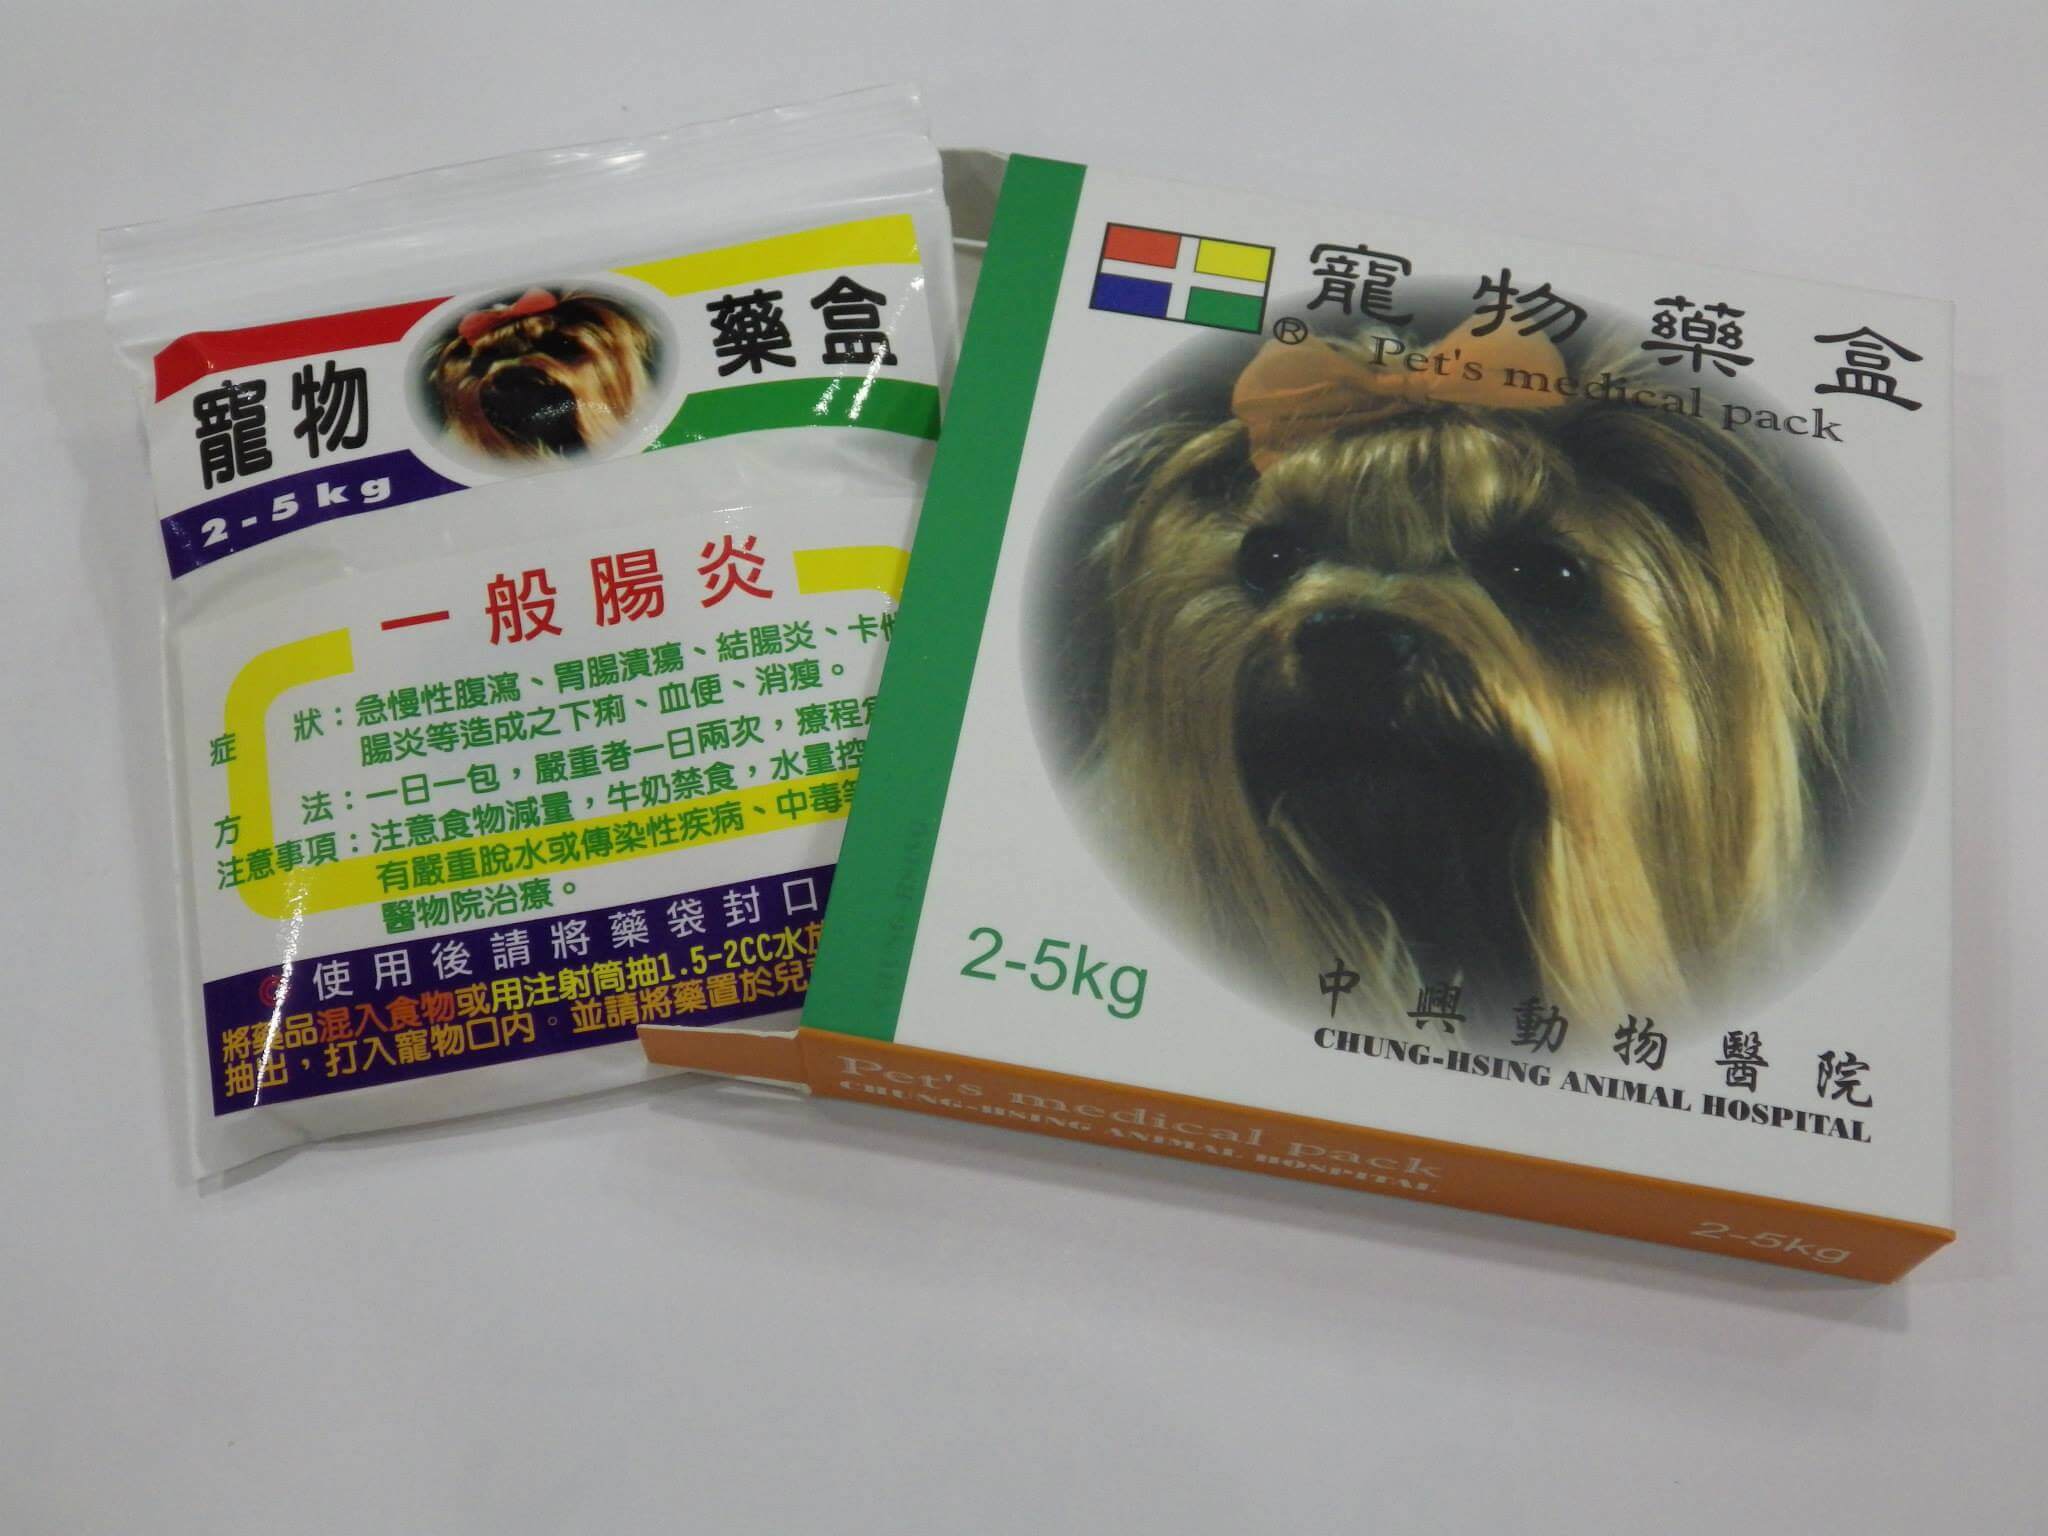 寵物
藥盒
2-5kg
一般腸炎
症狀：急慢性腹瀉、胃腸潰瘍、結腸炎、卡
腸炎等造成之下痢、血便、消瘦。
方法：一日一包，嚴重者一日兩次，療程
注意事項：注意食物減量，牛奶禁食，水量控
有嚴重脫水或傳染性疾病、中毒
醫物院治療。
◎使用後請將藥袋封口
將藥品混入食物或用注射筒抽1.5-2CC水
抽出，打入寵物口內。並請將藥置於兒
寵物藥盒
®
Pet's medical pack
2-5kg
中興動物醫院
CHUNG-HSING ANIMAL HOSPITAL
Pet's medical pack
CHUNG-HSING ANIMAL HOSPITAL
2-5kg